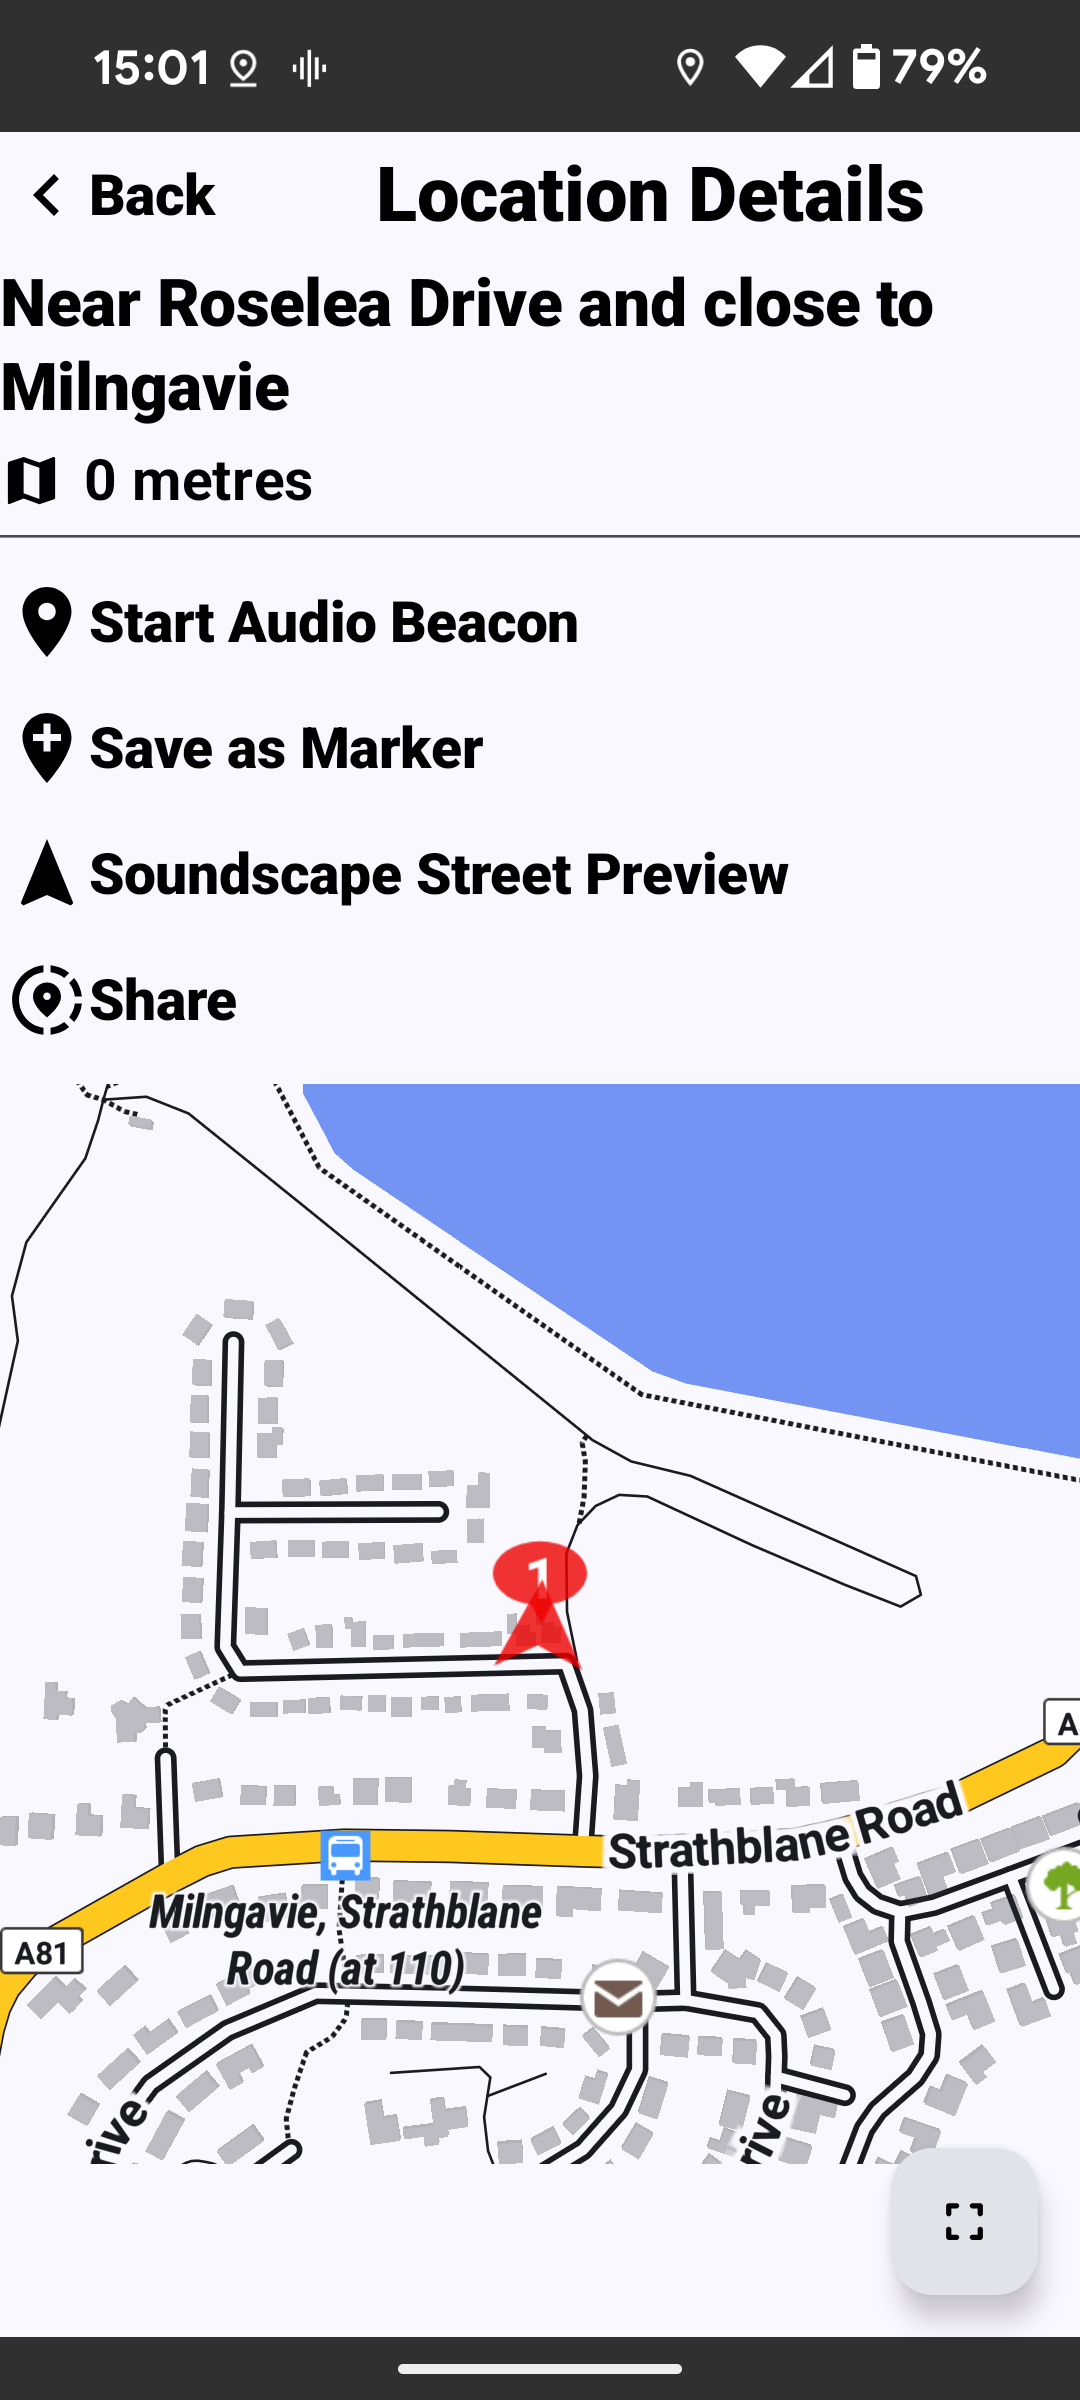 15:01
79%
Back
Location Details
Near Roselea Drive and close to
Milngavie
0 metres
Start Audio Beacon
Save as Marker
Soundscape Street Preview
Share
1
A
Strathblane Road
Milngavie, Strathblane
Road (at 110)
A81
rive
rive